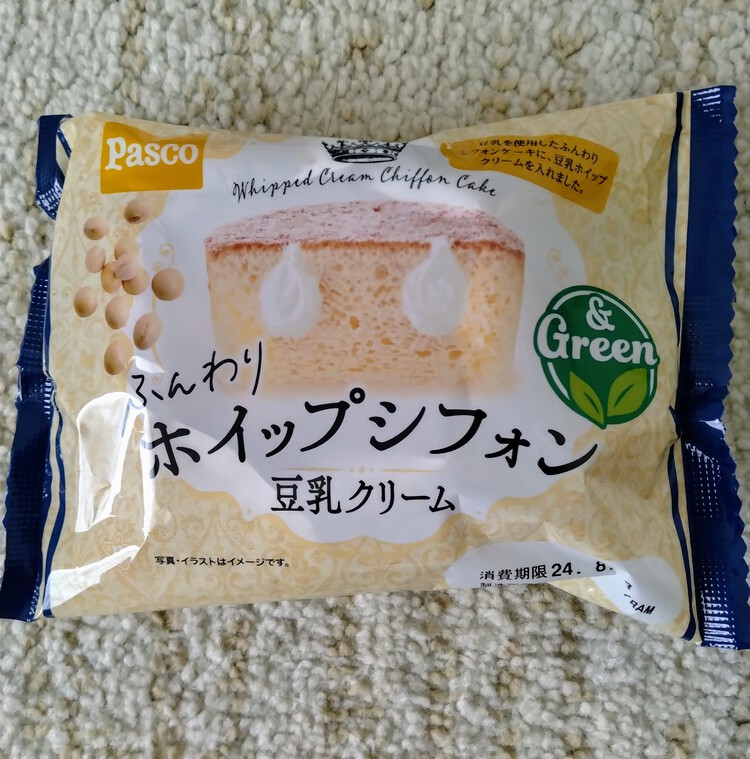 Pasco
Whipped Cream Chiffon Cake
豆乳を使用したふんわり
シフォンケーキに、豆乳ホイップ
クリームを入れました。
&
Green
ふんわり
ホイップシフォン
豆乳クリーム
写真・イラストはイメージです。
消費期限 24. 8.